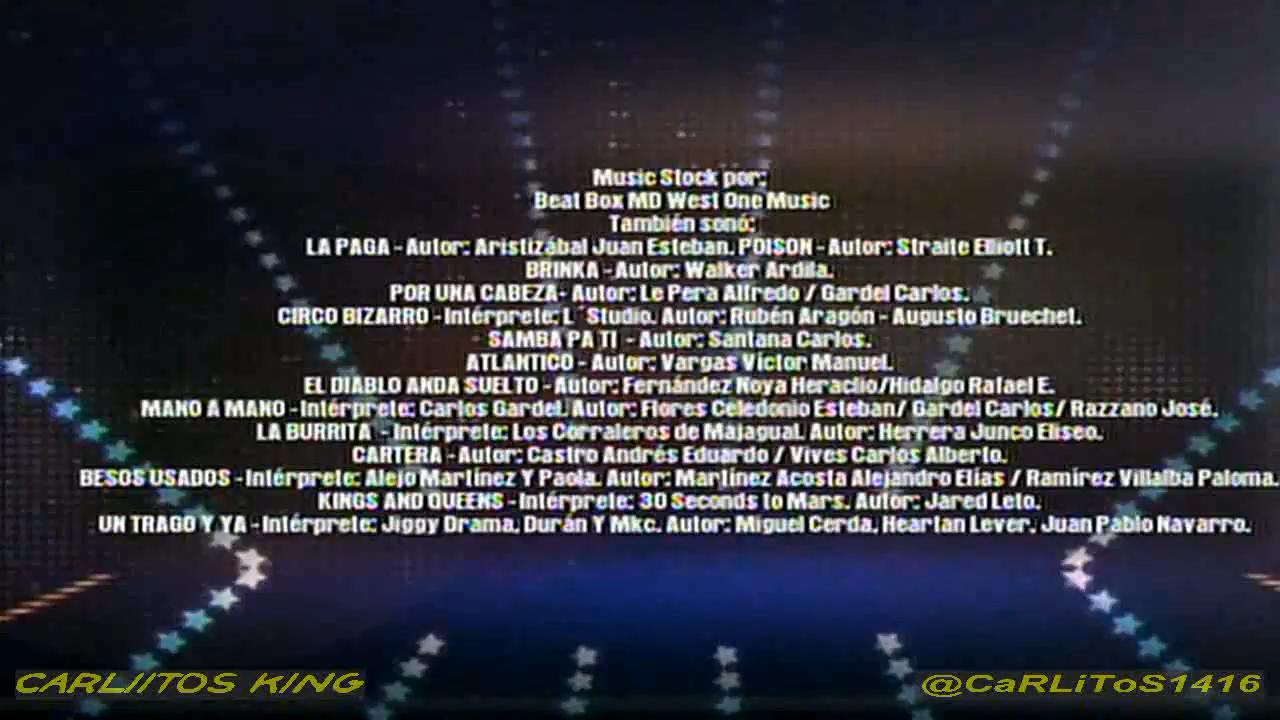 Music Stock por:
Beat Box MD West One Music
También sonó:
LA PAGA - Autor: Aristizábal Juan Esteban. POISON - Autor: Straite Elliott T.
BRINKA - Autor: Walker Ardila.
POR UNA CABEZA- Autor: Le Pera Alfredo / Gardel Carlos.
CIRCO BIZARRO - Intérprete: L´Studio. Autor: Rubén Aragón - Augusto Bruechet.
SAMBA PA TI - Autor: Santana Carlos.
ATLANTICO - Autor: Vargas Víctor Manuel.
EL DIABLO ANDA SUELTO - Autor: Fernández Noya Heraclio/Hidalgo Rafael E.
MANO A MANO - Intérprete: Carlos Gardel. Autor: Flores Celedonio Esteban/ Gardel Carlos/ Razzano José.
LA BURRITA - Intérprete: Los Corraleros de Majagual. Autor: Herrera Junco Eliseo.
CARTERA - Autor: Castro Andrés Eduardo / Vives Carlos Alberto.
BESOS USADOS - Intérprete: Alejo Martínez Y Paola. Autor: Martínez Acosta Alejandro Elías / Ramírez Villalba Paloma.
KINGS AND QUEENS - Intérprete: 30 Seconds to Mars. Autor: Jared Leto.
UN TRAGO Y YA - Intérprete: Jiggy Drama, Durán Y Mkc. Autor: Miguel Cerda, Heartan Lever, Juan Pablo Navarro.
CARLIITOS KING
@CaRLiToS1416